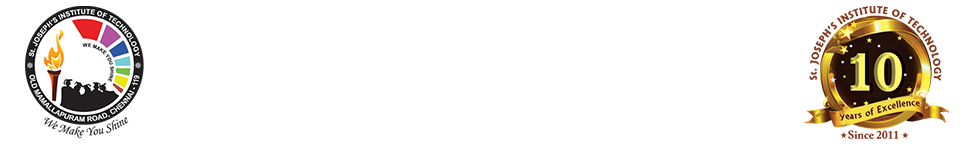 St. JOSEPH'S INSTITUTE OF TECHNOLOGY
WE MAKE YOU SHINE
OLD MAMALLAPURAM ROAD, CHENNAI - 119
We Make You Shine
St. JOSEPH'S INSTITUTE OF TECHNOLOGY
10
Years of Excellence
Since 2011